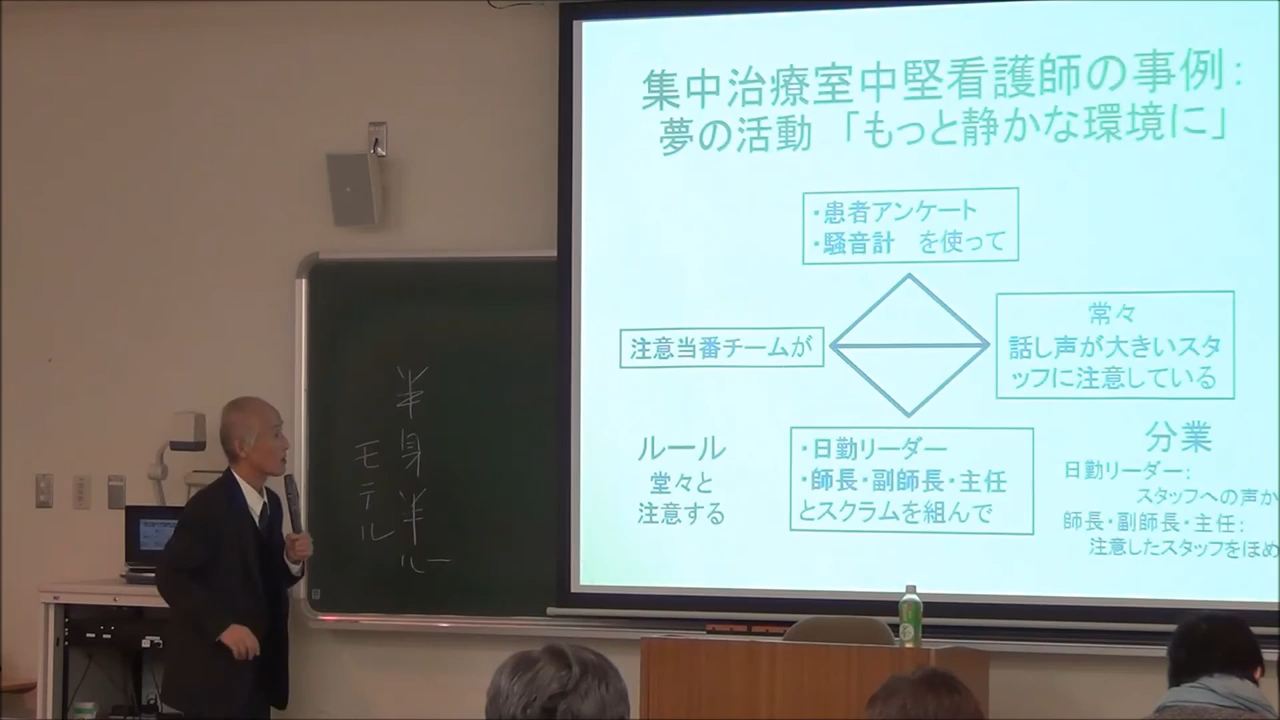 集中治療室中堅看護師の事例:
夢の活動 「もっと静かな環境に」
・患者アンケート
・騒音計 を使って
注意当番チームが
常々
話し声が大きいスタ
ッフに注意している
ルール
堂々と
注意する
・日勤リーダー
・師長・副師長・主任
とスクラムを組んで
分業
日勤リーダー:
スタッフへの声か
師長・副師長・主任:
注意したスタッフをほめ
半身半ルー
モデル